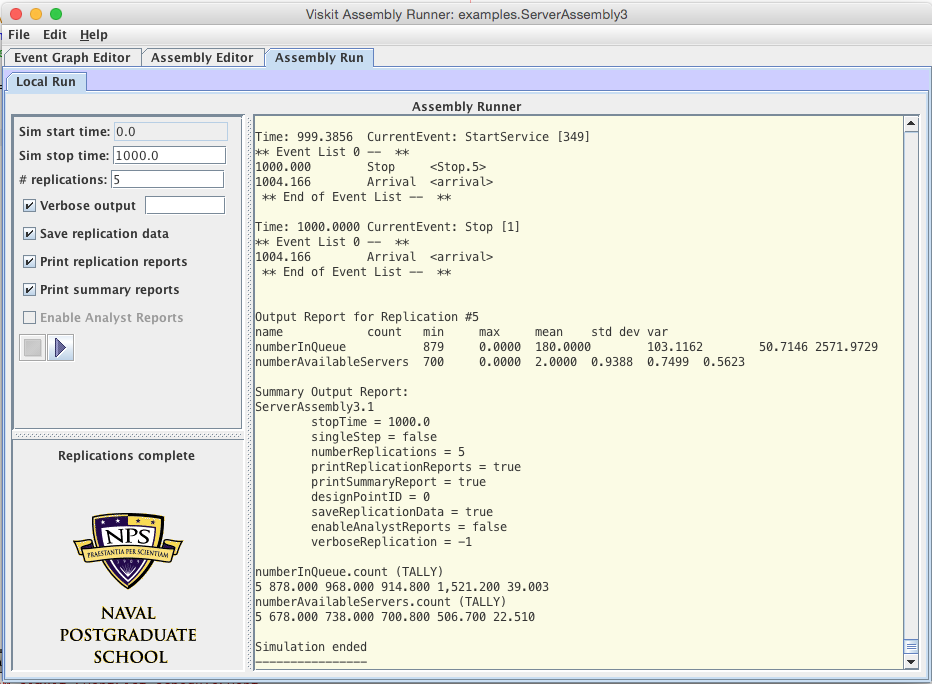 Viskit Assembly Runner: examples.ServerAssembly3
File Edit Help
Event Graph Editor Assembly Editor Assembly Run
Local Run
Assembly Runner
Sim start time: 0.0
Sim stop time: 1000.0
# replications: 5
Verbose output
Save replication data
Print replication reports
Print summary reports
Enable Analyst Reports
Replications complete
NPS
PRAESTANTIA PER SCIENTIAM
NAVAL
POSTGRADUATE
SCHOOL
Time: 999.3856 CurrentEvent: StartService [349]
** Event List 0 -- **
1000.000 Stop <Stop.5>
1004.166 Arrival <arrival>
** End of Event List -- **
Time: 1000.0000 CurrentEvent: Stop [1]
** Event List 0 -- **
1004.166 Arrival <arrival>
** End of Event List -- **
Output Report for Replication #5
name count min max mean std dev var
numberInQueue 879 0.0000 180.0000 103.1162 50.7146 2571.9729
numberAvailableServers 700 0.0000 2.0000 0.9388 0.7499 0.5623
Summary Output Report:
ServerAssembly3.1
stopTime = 1000.0
singleStep = false
numberReplications = 5
printReplicationReports = true
printSummaryReport = true
designPointID = 0
saveReplicationData = true
enableAnalystReports = false
verboseReplication = -1
numberInQueue.count (TALLY)
5 878.000 968.000 914.800 1,521.200 39.003
numberAvailableServers.count (TALLY)
5 678.000 738.000 700.800 506.700 22.510
Simulation ended
----------------